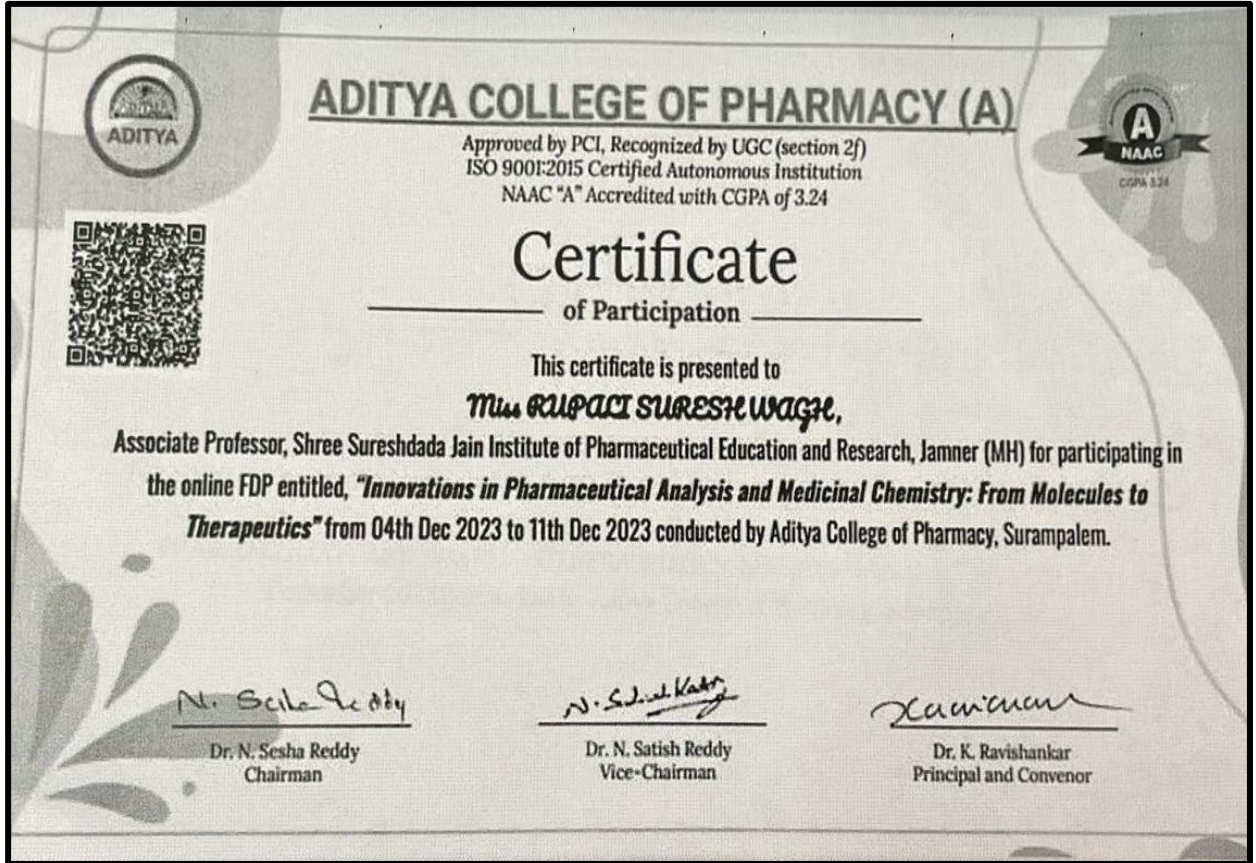 ADITYA
ADITYA COLLEGE OF PHARMACY (A)
Approved by PCI, Recognized by UGC (section 2f)
ISO 9001:2015 Certified Autonomous Institution
NAAC "A" Accredited with CGPA of 3.24
A
NAAC
CGPA 3.24
Certificate
of Participation
This certificate is presented to
Miss RUPALI SURESH WAGH,
Associate Professor, Shree Sureshdada Jain Institute of Pharmaceutical Education and Research, Jamner (MH) for participating in
the online FDP entitled, "Innovations in Pharmaceutical Analysis and Medicinal Chemistry: From Molecules to
Therapeutics" from 04th Dec 2023 to 11th Dec 2023 conducted by Aditya College of Pharmacy, Surampalem.
Dr. N. Sesha Reddy
Chairman
Dr. N. Satish Reddy
Vice-Chairman
Dr. K. Ravishankar
Principal and Convenor